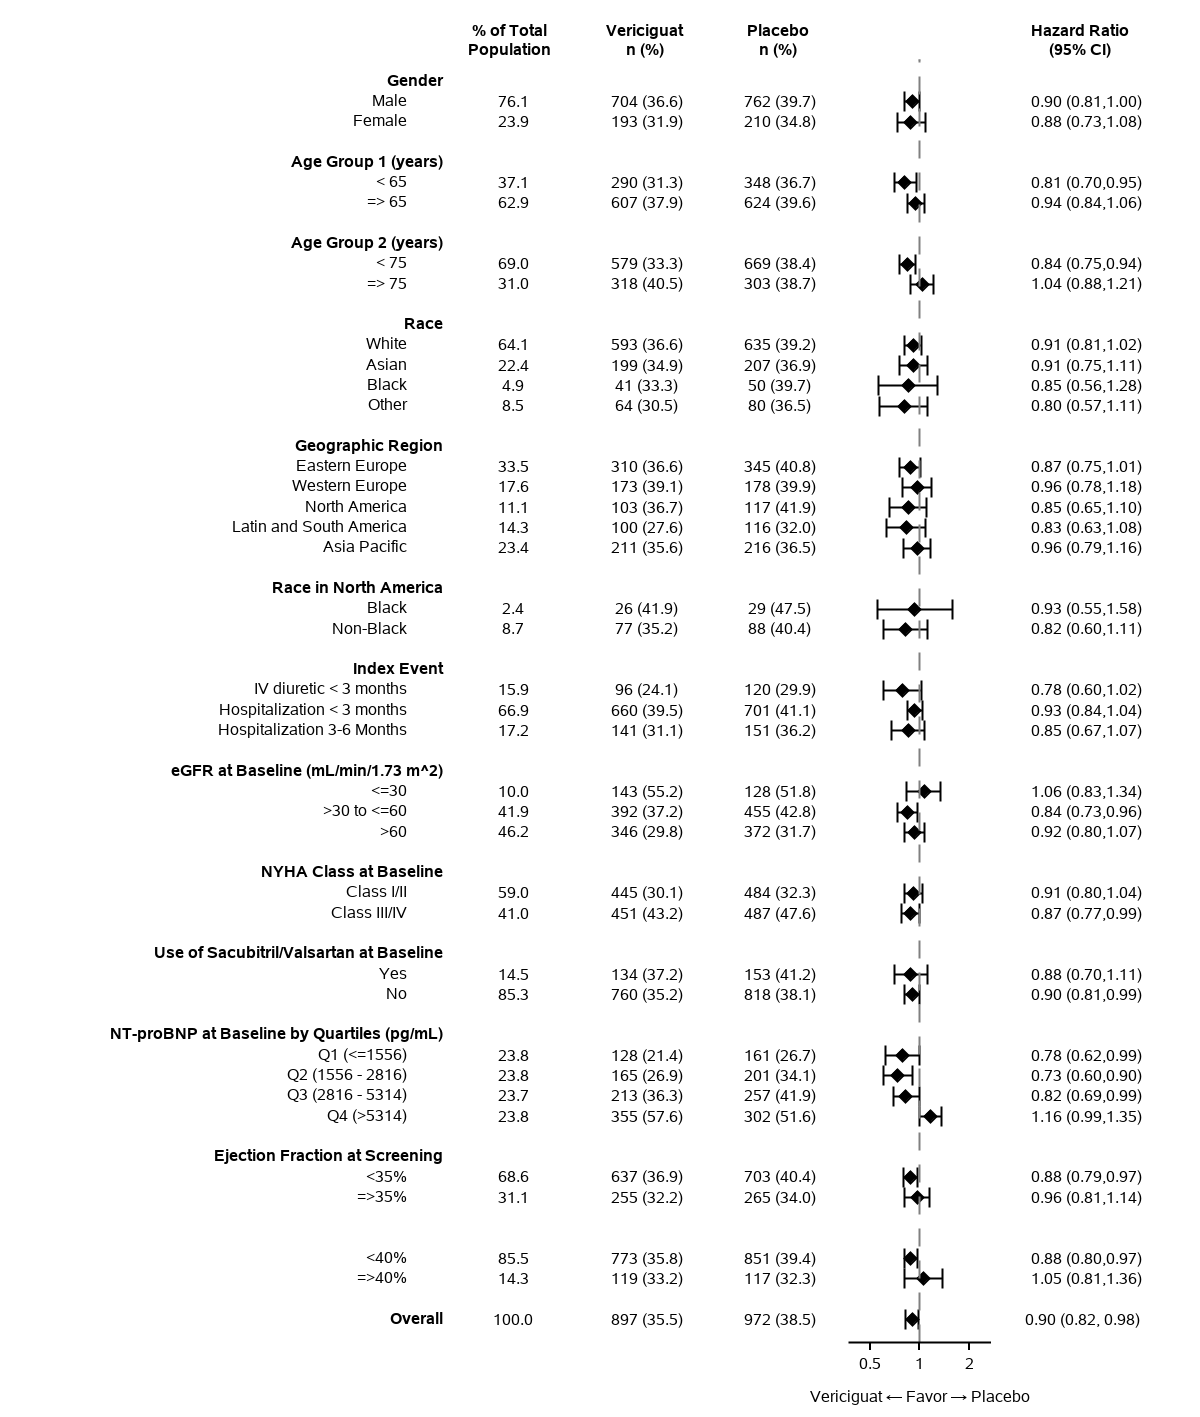 % of Total Vericiguat Placebo Hazard Ratio
Population n (%) n (%) (95% CI)
Gender
Male 76.1 704 (36.6) 762 (39.7) 0.90 (0.81,1.00)
Female 23.9 193 (31.9) 210 (34.8) 0.88 (0.73,1.08)
Age Group 1 (years)
< 65 37.1 290 (31.3) 348 (36.7) 0.81 (0.70,0.95)
=> 65 62.9 607 (37.9) 624 (39.6) 0.94 (0.84,1.06)
Age Group 2 (years)
< 75 69.0 579 (33.3) 669 (38.4) 0.84 (0.75,0.94)
=> 75 31.0 318 (40.5) 303 (38.7) 1.04 (0.88,1.21)
Race
White 64.1 593 (36.6) 635 (39.2) 0.91 (0.81,1.02)
Asian 22.4 199 (34.9) 207 (36.9) 0.91 (0.75,1.11)
Black 4.9 41 (33.3) 50 (39.7) 0.85 (0.56,1.28)
Other 8.5 64 (30.5) 80 (36.5) 0.80 (0.57,1.11)
Geographic Region
Eastern Europe 33.5 310 (36.6) 345 (40.8) 0.87 (0.75,1.01)
Western Europe 17.6 173 (39.1) 178 (39.9) 0.96 (0.78,1.18)
North America 11.1 103 (36.7) 117 (41.9) 0.85 (0.65,1.10)
Latin and South America 14.3 100 (27.6) 116 (32.0) 0.83 (0.63,1.08)
Asia Pacific 23.4 211 (35.6) 216 (36.5) 0.96 (0.79,1.16)
Race in North America
Black 2.4 26 (41.9) 29 (47.5) 0.93 (0.55,1.58)
Non-Black 8.7 77 (35.2) 88 (40.4) 0.82 (0.60,1.11)
Index Event
IV diuretic < 3 months 15.9 96 (24.1) 120 (29.9) 0.78 (0.60,1.02)
Hospitalization < 3 months 66.9 660 (39.5) 701 (41.1) 0.93 (0.84,1.04)
Hospitalization 3-6 Months 17.2 141 (31.1) 151 (36.2) 0.85 (0.67,1.07)
eGFR at Baseline (mL/min/1.73 m^2)
<=30 10.0 143 (55.2) 128 (51.8) 1.06 (0.83,1.34)
>30 to <=60 41.9 392 (37.2) 455 (42.8) 0.84 (0.73,0.96)
>60 46.2 346 (29.8) 372 (31.7) 0.92 (0.80,1.07)
NYHA Class at Baseline
Class I/II 59.0 445 (30.1) 484 (32.3) 0.91 (0.80,1.04)
Class III/IV 41.0 451 (43.2) 487 (47.6) 0.87 (0.77,0.99)
Use of Sacubitril/Valsartan at Baseline
Yes 14.5 134 (37.2) 153 (41.2) 0.88 (0.70,1.11)
No 85.3 760 (35.2) 818 (38.1) 0.90 (0.81,0.99)
NT-proBNP at Baseline by Quartiles (pg/mL)
Q1 (<=1556) 23.8 128 (21.4) 161 (26.7) 0.78 (0.62,0.99)
Q2 (1556 - 2816) 23.8 165 (26.9) 201 (34.1) 0.73 (0.60,0.90)
Q3 (2816 - 5314) 23.7 213 (36.3) 257 (41.9) 0.82 (0.69,0.99)
Q4 (>5314) 23.8 355 (57.6) 302 (51.6) 1.16 (0.99,1.35)
Ejection Fraction at Screening
<35% 68.6 637 (36.9) 703 (40.4) 0.88 (0.79,0.97)
=>35% 31.1 255 (32.2) 265 (34.0) 0.96 (0.81,1.14)
<40% 85.5 773 (35.8) 851 (39.4) 0.88 (0.80,0.97)
=>40% 14.3 119 (33.2) 117 (32.3) 1.05 (0.81,1.36)
Overall 100.0 897 (35.5) 972 (38.5) 0.90 (0.82, 0.98)
0.5 1 2
Vericiguat ← Favor → Placebo